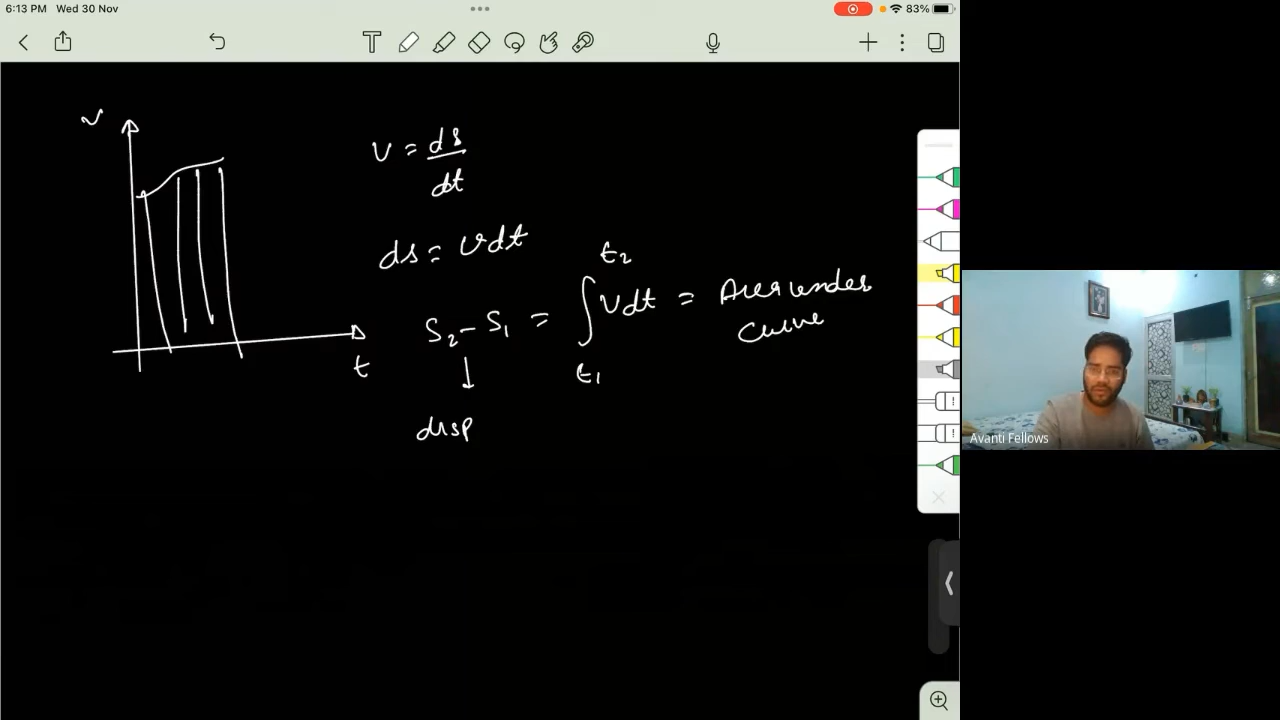 6:13 PM Wed 30 Nov
83%
v
t
V = ds/dt
ds = vdt
S₂ - S₁ = ∫ Vdt = Area under
t₂
t₁
curve
disp
Avanti Fellows